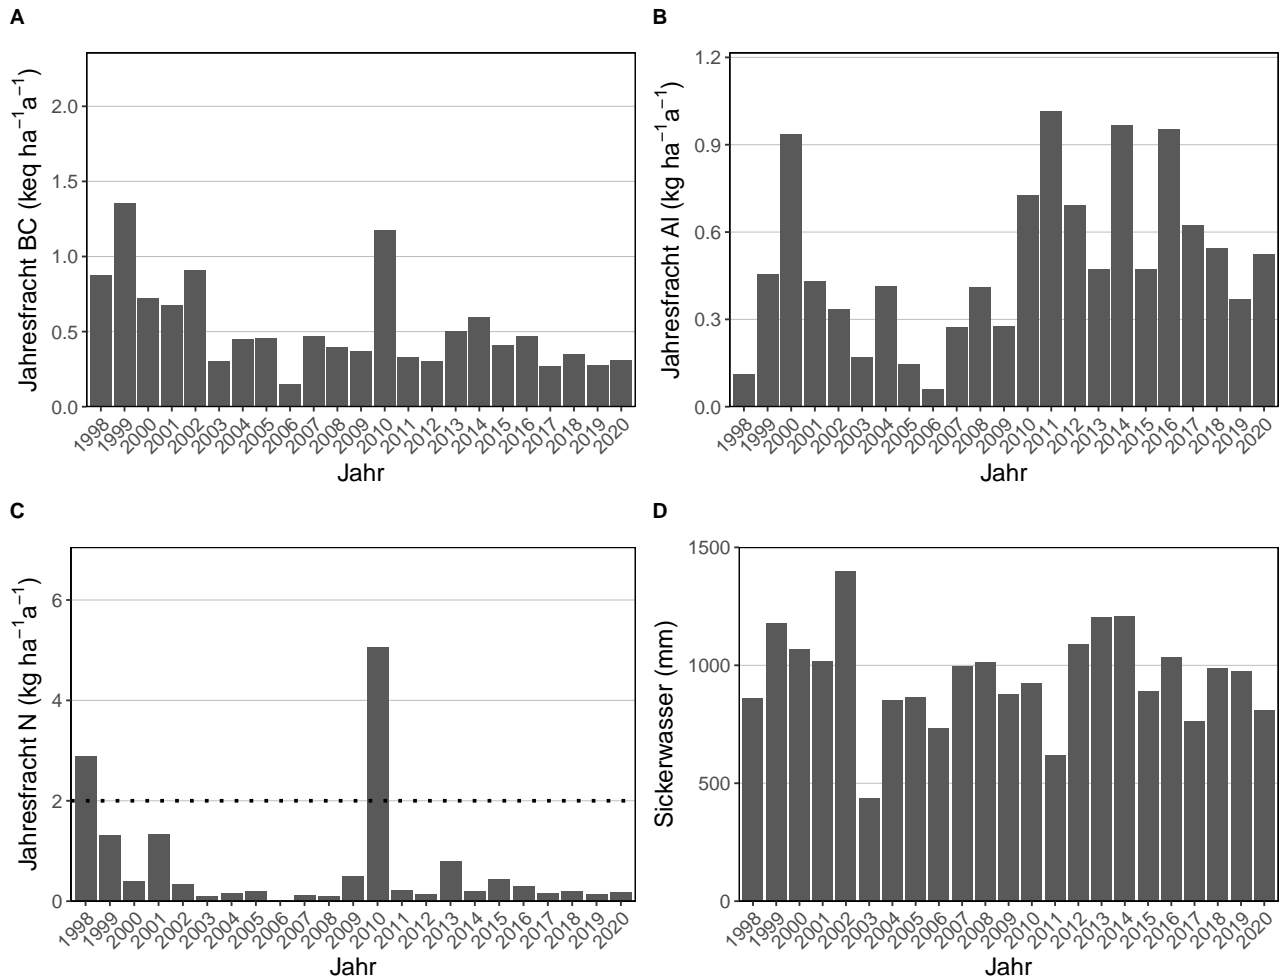 A
Jahresfracht BC (keq ha⁻¹a⁻¹)
2.0
1.5
1.0
0.5
0.0
1998 1999 2000 2001 2002 2003 2004 2005 2006 2007 2008 2009 2010 2011 2012 2013 2014 2015 2016 2017 2018 2019 2020
Jahr
B
Jahresfracht Al (kg ha⁻¹a⁻¹)
1.2
0.9
0.6
0.3
0.0
1998 1999 2000 2001 2002 2003 2004 2005 2006 2007 2008 2009 2010 2011 2012 2013 2014 2015 2016 2017 2018 2019 2020
Jahr
C
Jahresfracht N (kg ha⁻¹a⁻¹)
6
4
2
0
1998 1999 2000 2001 2002 2003 2004 2005 2006 2007 2008 2009 2010 2011 2012 2013 2014 2015 2016 2017 2018 2019 2020
Jahr
D
Sickerwasser (mm)
1500
1000
500
0
1998 1999 2000 2001 2002 2003 2004 2005 2006 2007 2008 2009 2010 2011 2012 2013 2014 2015 2016 2017 2018 2019 2020
Jahr